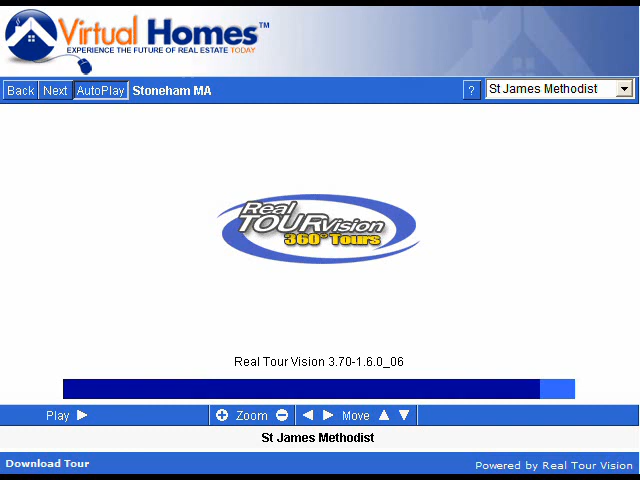 Virtual Homes™
EXPERIENCE THE FUTURE OF REAL ESTATE TODAY
Back Next AutoPlay Stoneham MA ? St James Methodist
Real
TOURVision
360° Tours
Real Tour Vision 3.70-1.6.0_06
Play Zoom Move
St James Methodist
Download Tour Powered by Real Tour Vision